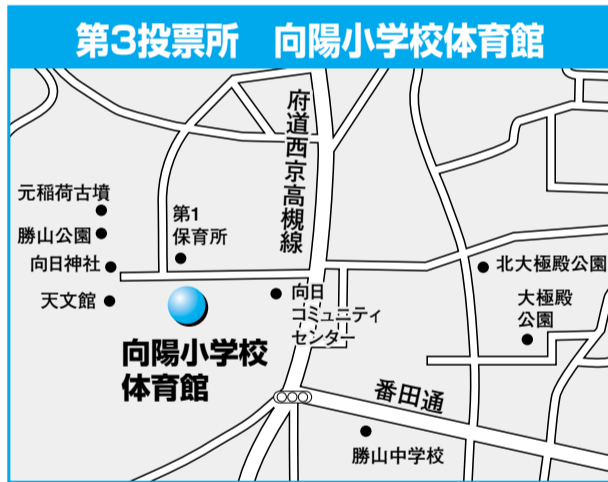 第3投票所　向陽小学校体育館
府道西京高槻線
元稲荷古墳
勝山公園
向日神社
天文館
第1
保育所
向陽小学校
体育館
向日
コミュニティ
センター
北大極殿公園
大極殿
公園
番田通
勝山中学校